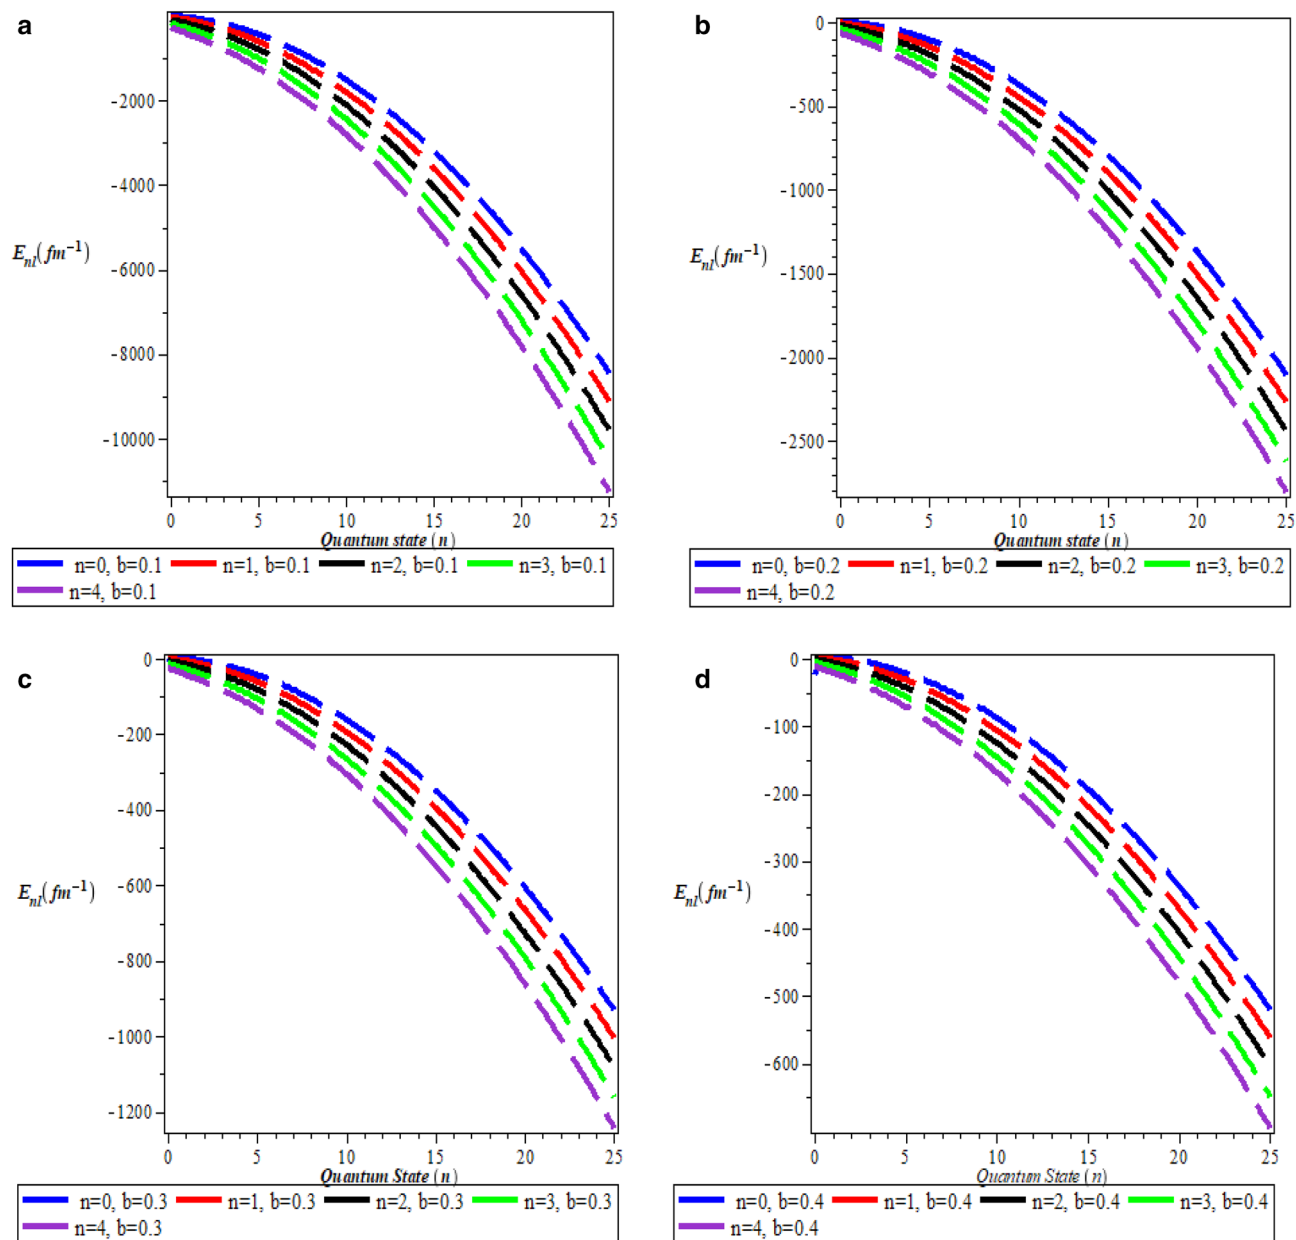 a
-2000
-4000
-6000
-8000
-10000
E_nl(fm⁻¹)
0 5 10 15 20 25
Quantum state (n)
n=0, b=0.1 n=1, b=0.1 n=2, b=0.1 n=3, b=0.1
n=4, b=0.1
b
0
-500
-1000
-1500
-2000
-2500
E_nl(fm⁻¹)
0 5 10 15 20 25
Quantum state (n)
n=0, b=0.2 n=1, b=0.2 n=2, b=0.2 n=3, b=0.2
n=4, b=0.2
c
0
-200
-400
-600
-800
-1000
-1200
E_nl(fm⁻¹)
0 5 10 15 20 25
Quantum State (n)
n=0, b=0.3 n=1, b=0.3 n=2, b=0.3 n=3, b=0.3
n=4, b=0.3
d
0
-100
-200
-300
-400
-500
-600
E_nl(fm⁻¹)
0 5 10 15 20 25
Quantum State (n)
n=0, b=0.4 n=1, b=0.4 n=2, b=0.4 n=3, b=0.4
n=4, b=0.4